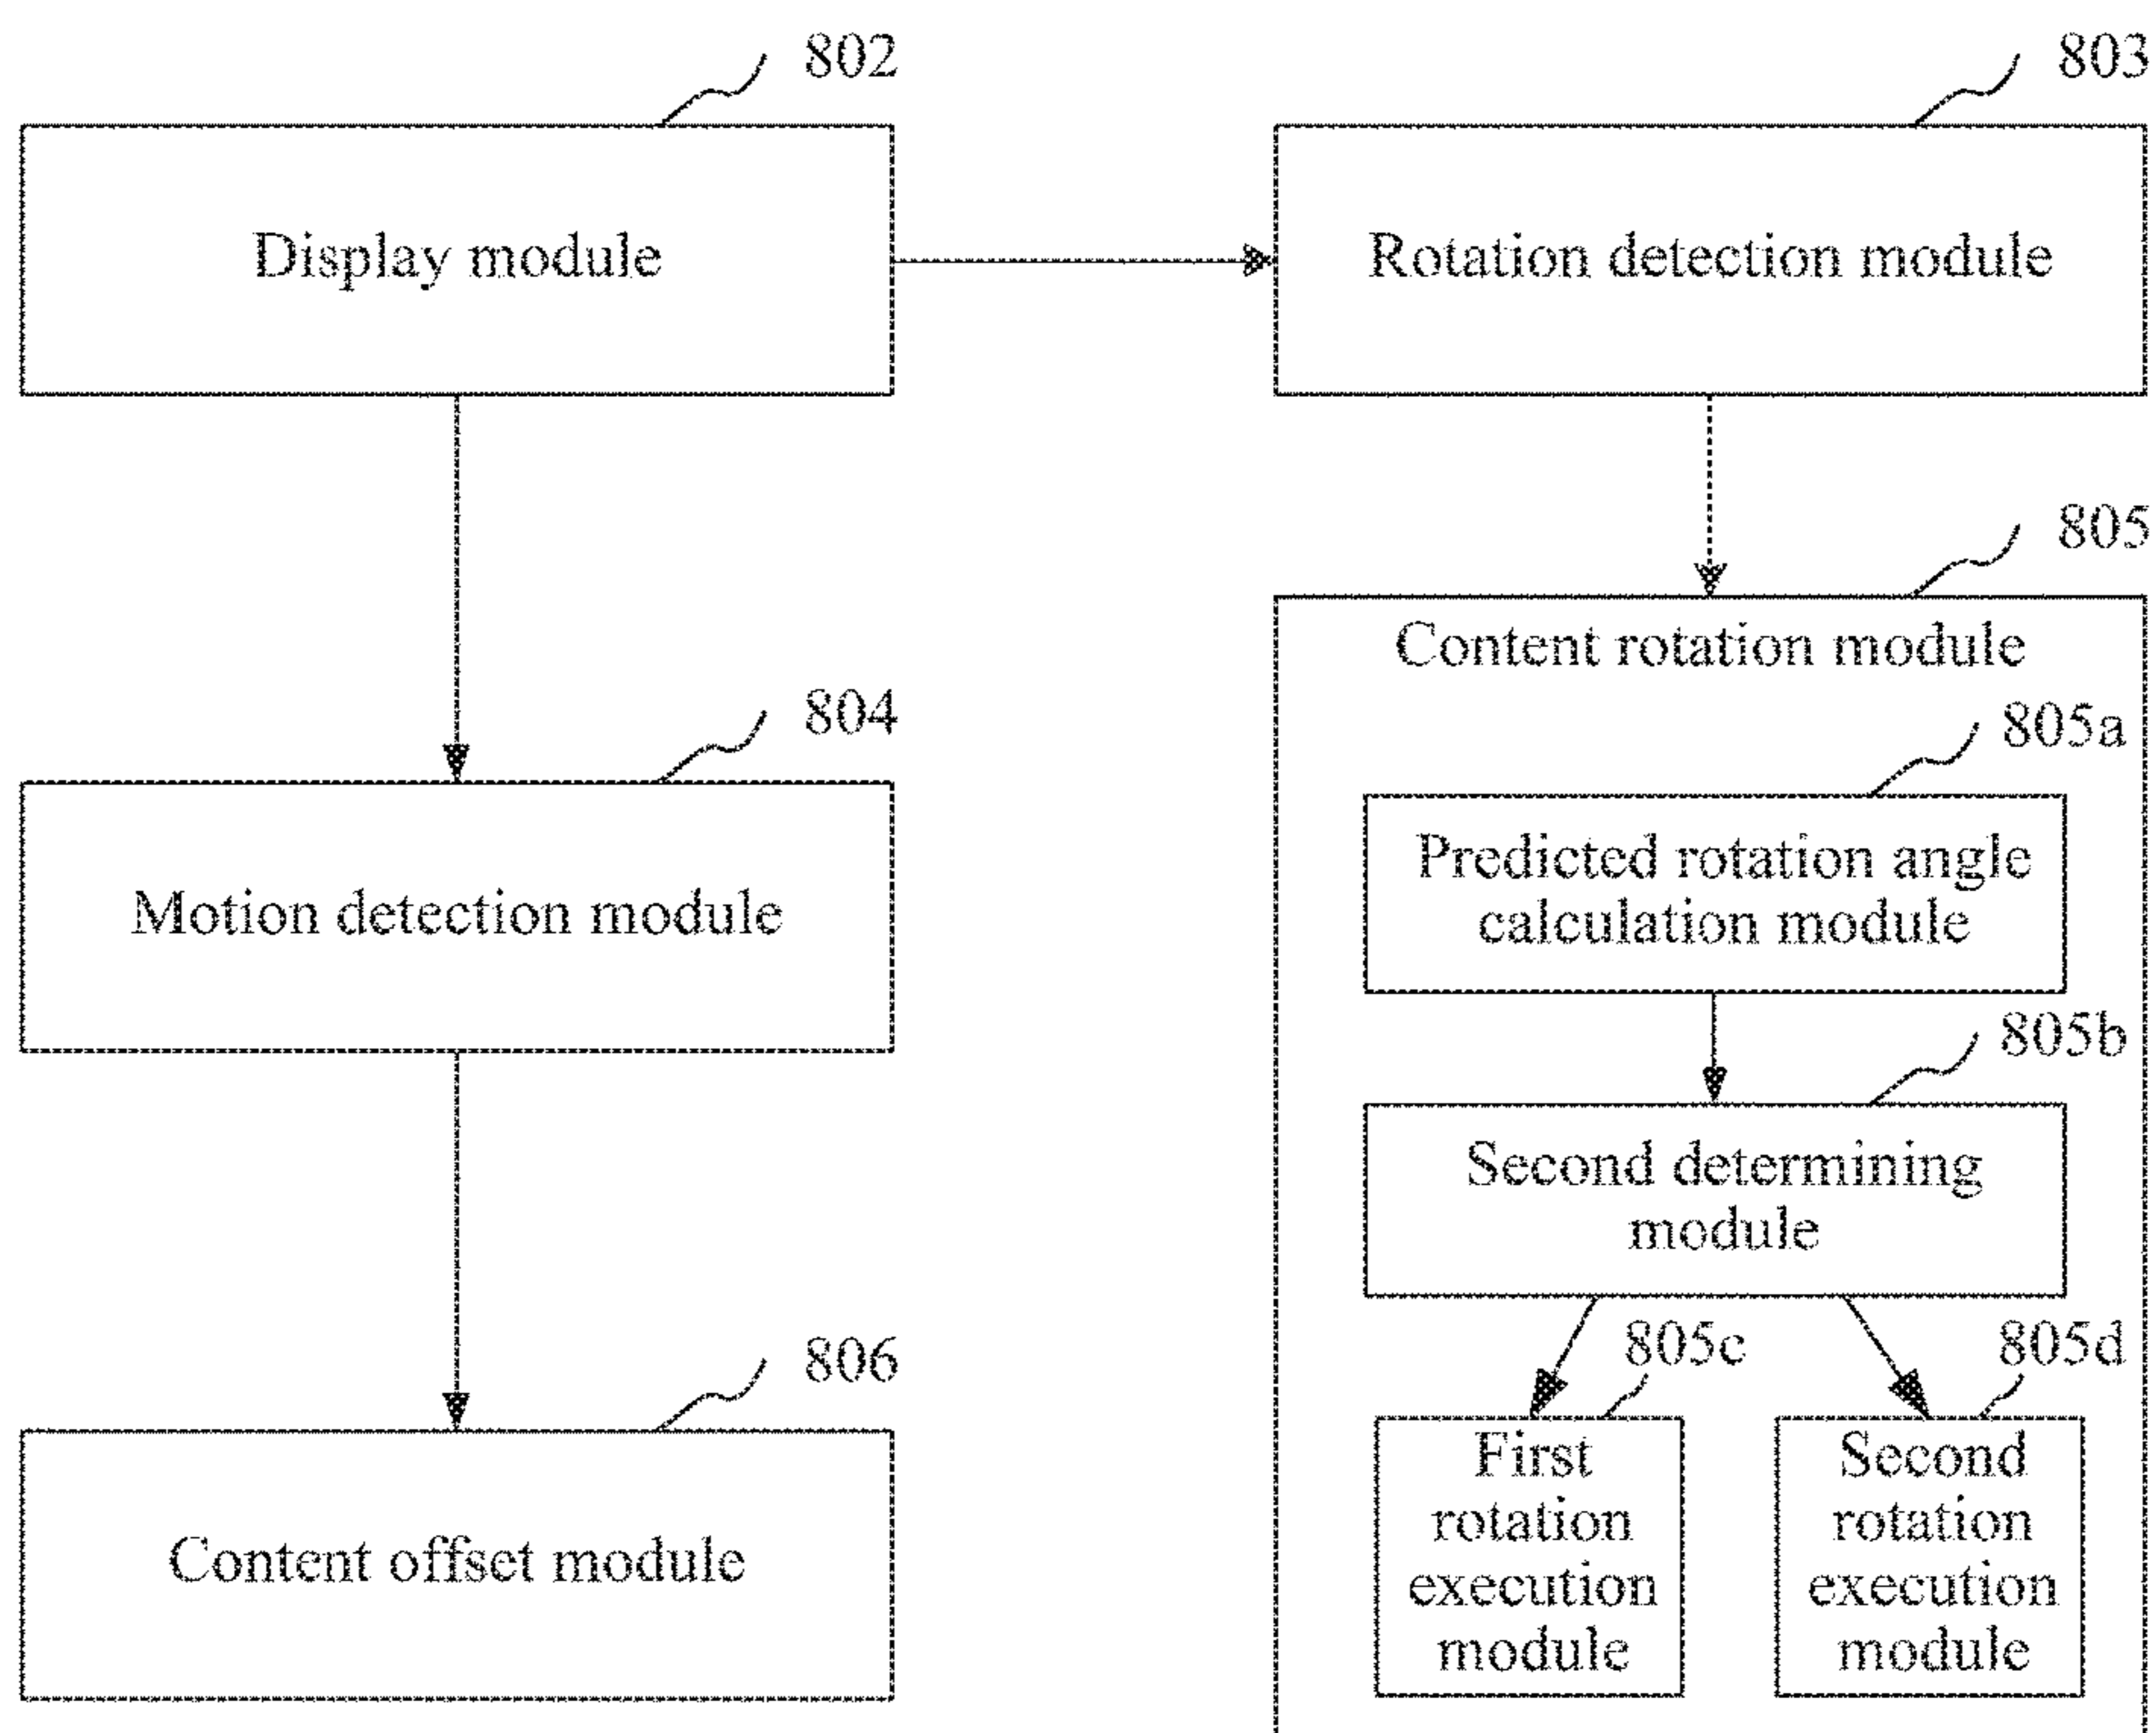 802
803
Display module
Rotation detection module
805
Content rotation module
804
805a
Motion detection module
Predicted rotation angle
calculation module
805b
Second determining
module
806
805c
805d
Content offset module
First
rotation
execution
module
Second
rotation
execution
module